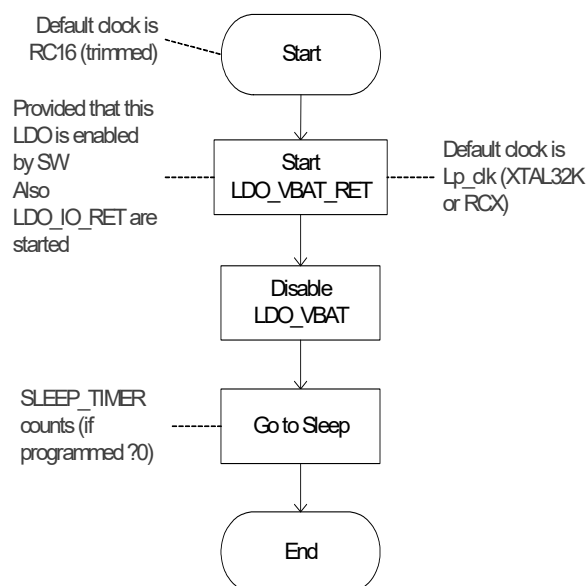 Default clock is
RC16 (trimmed)
Start
Provided that this
LDO is enabled
by SW
Also
LDO_IO_RET are
started
Start
LDO_VBAT_RET
Default clock is
Lp_clk (XTAL32K
or RCX)
Disable
LDO_VBAT
SLEEP_TIMER
counts (if
programmed ?0)
Go to Sleep
End